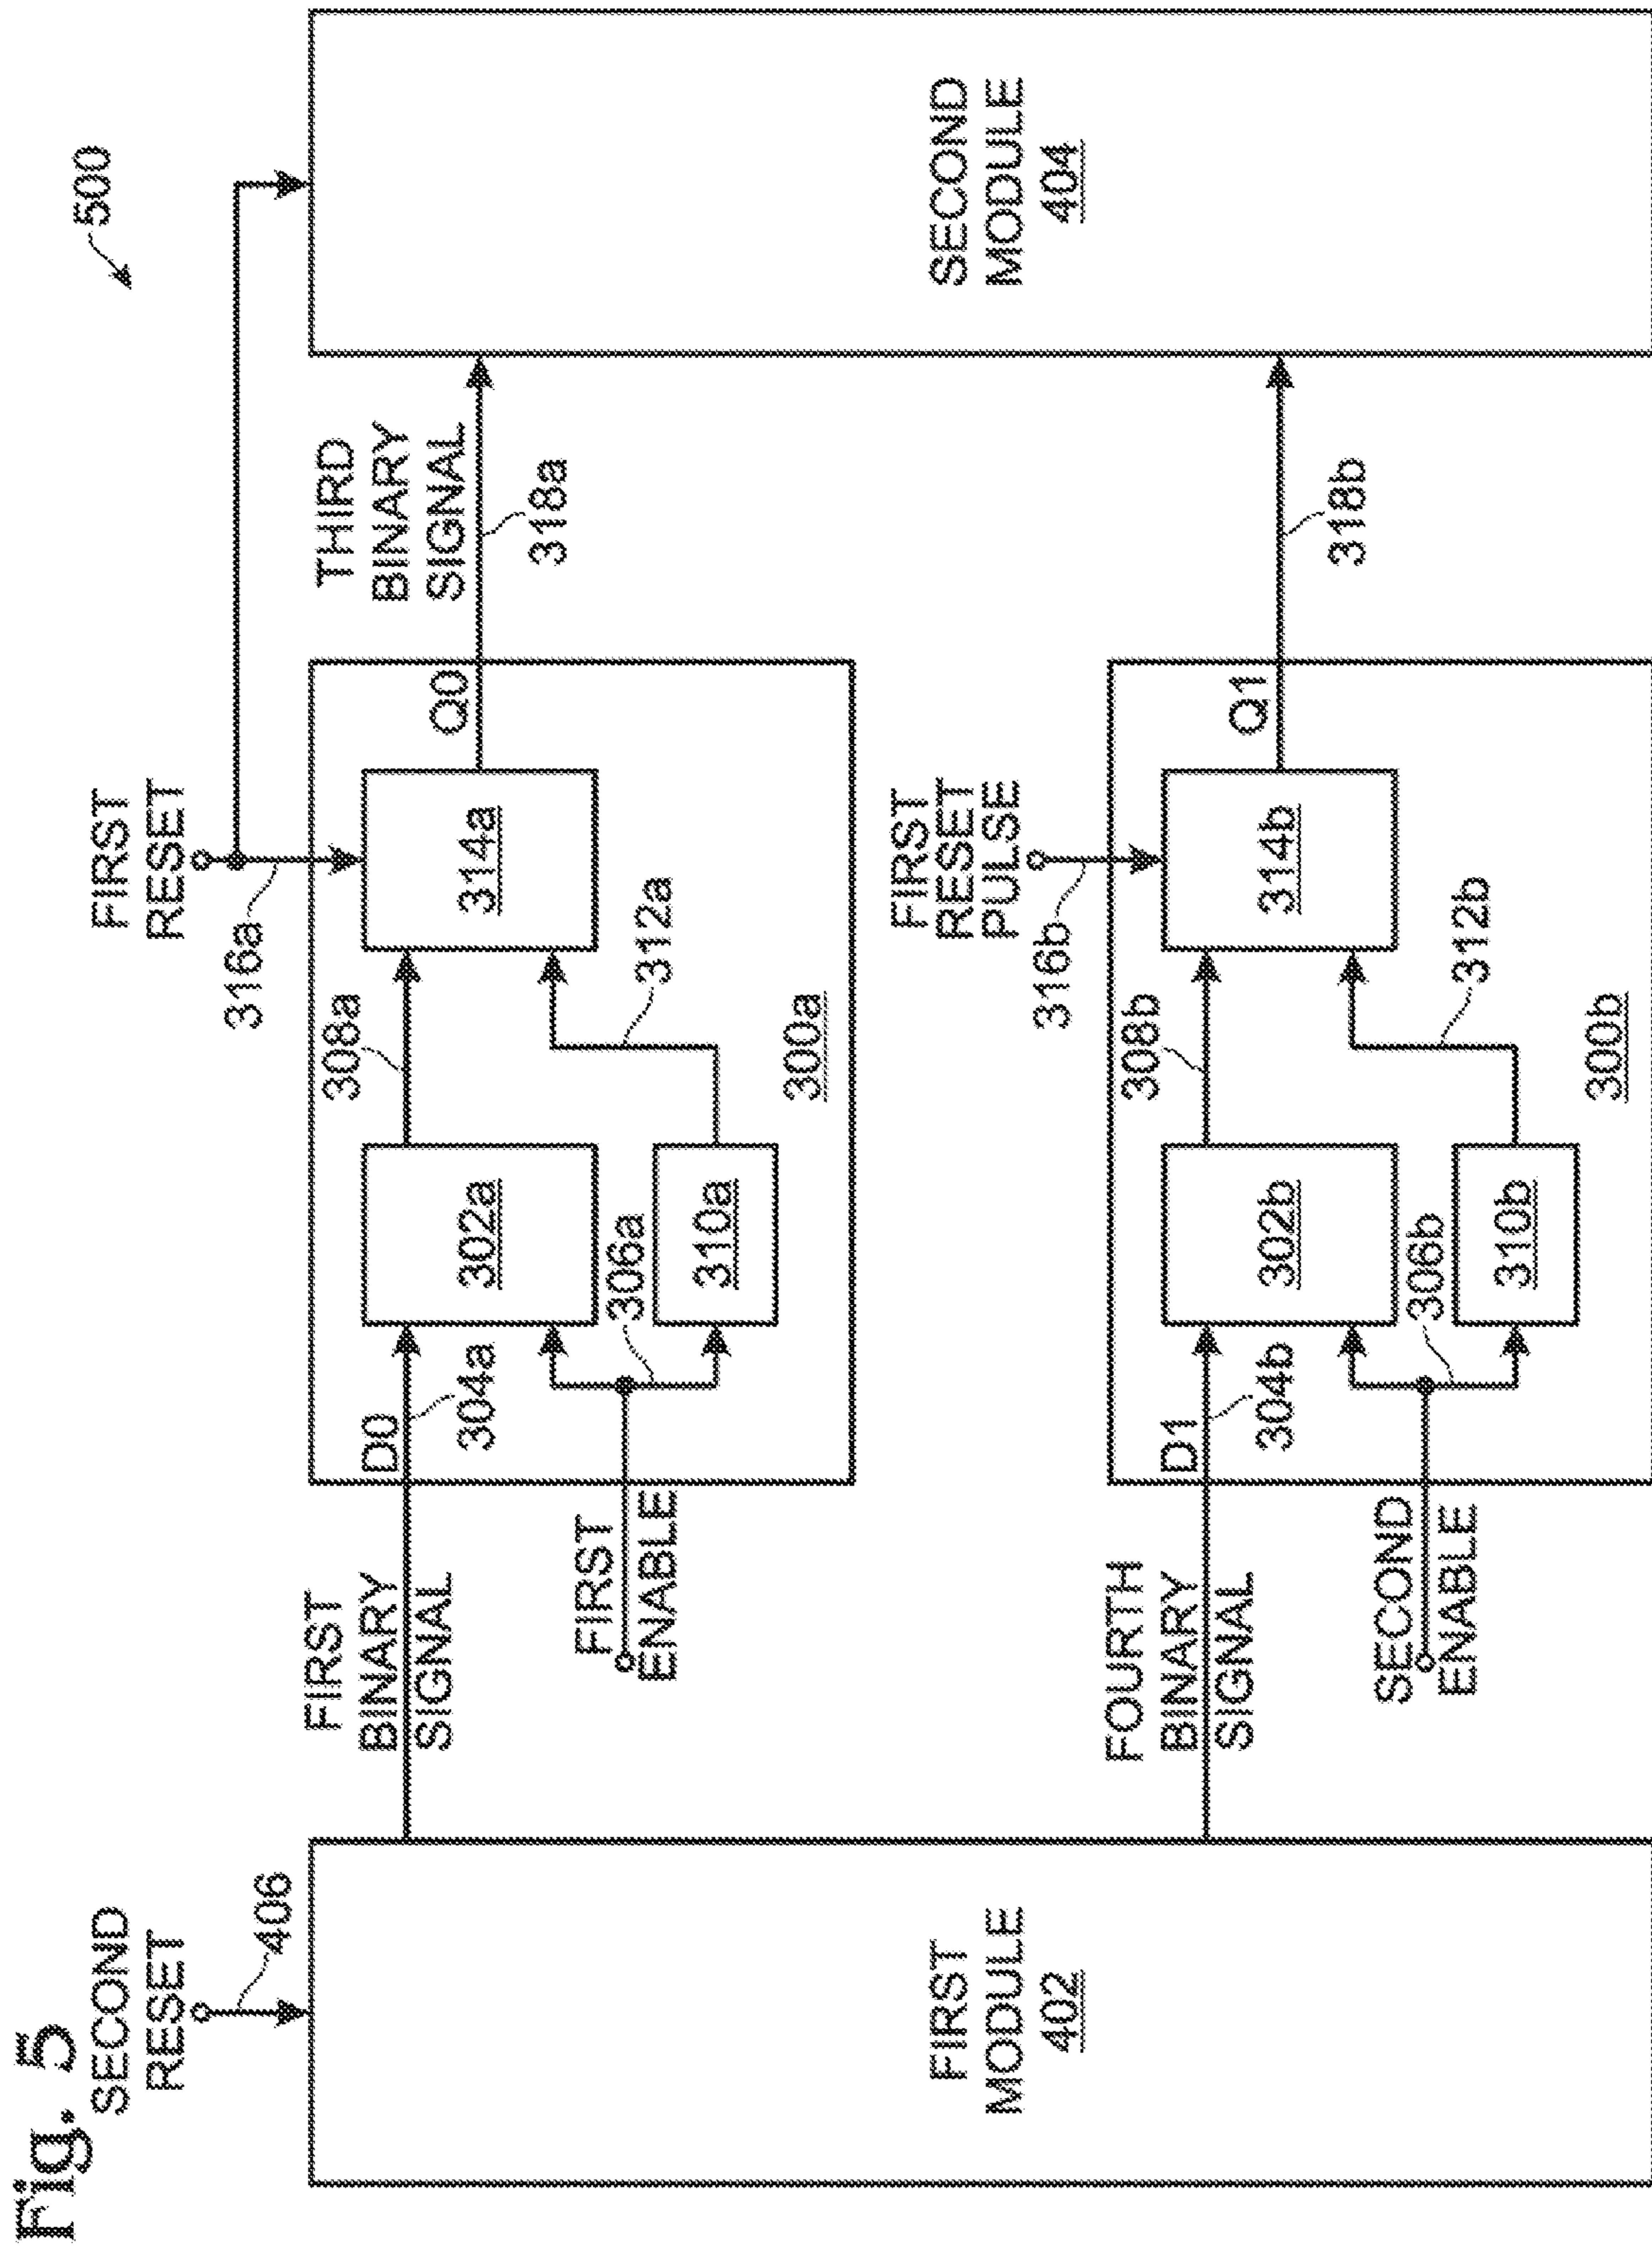 Fig. 5
500
SECOND
RESET
406
FIRST
MODULE
402
FIRST
BINARY
SIGNAL
FIRST
ENABLE
D0
304a
302a
306a
310a
308a
312a
300a
FIRST
RESET
316a
314a
Q0
THIRD
BINARY
SIGNAL
318a
FOURTH
BINARY
SIGNAL
SECOND
ENABLE
D1
304b
302b
306b
310b
308b
312b
300b
FIRST
RESET
PULSE
316b
314b
Q1
318b
SECOND
MODULE
404